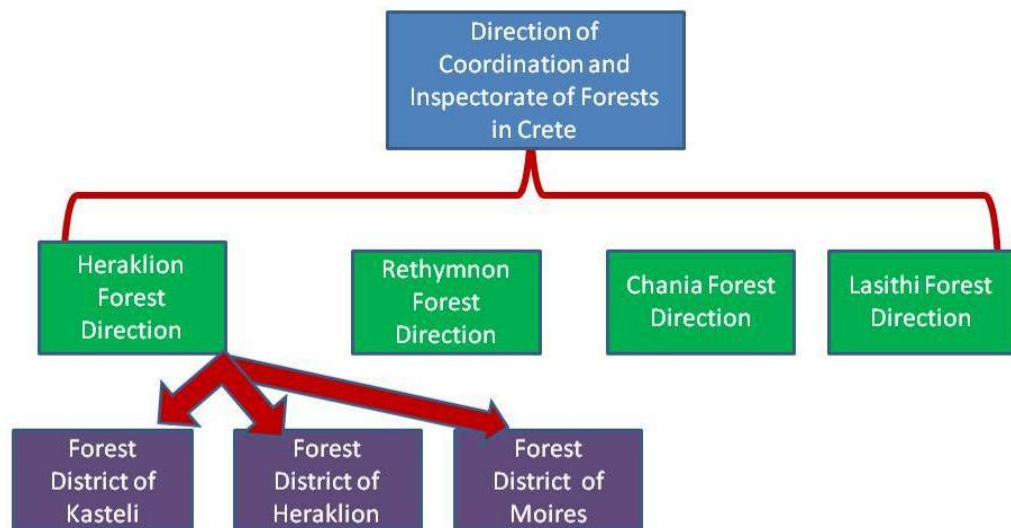 Direction of
Coordination and
Inspectorate of Forests
in Crete
Heraklion
Forest
Direction
Rethymnon
Forest
Direction
Chania Forest
Direction
Lasithi Forest
Direction
Forest
District of
Kasteli
Forest
District of
Heraklion
Forest
District of
Moires